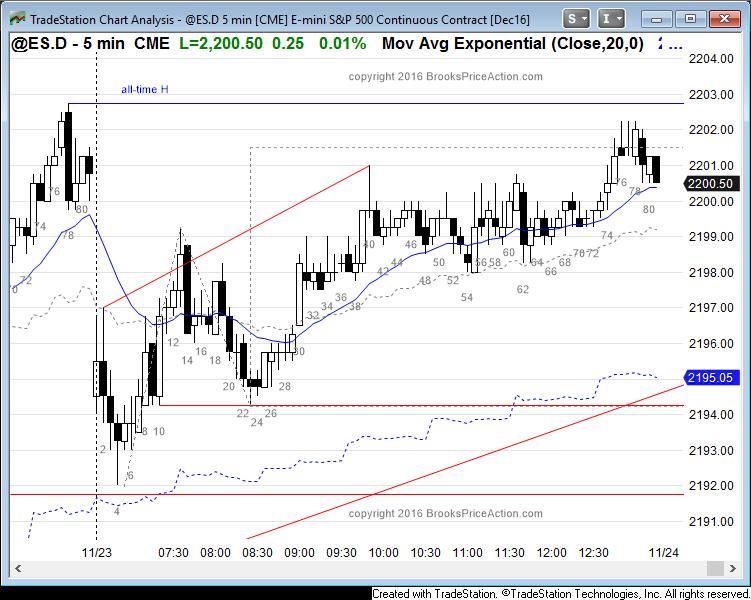 TradeStation Chart Analysis - @ES.D 5 min [CME] E-mini S&P 500 Continuous Contract [Dec16]
S I
@ES.D - 5 min CME L=2,200.50 0.25 0.01% Mov Avg Exponential (Close,20,0) ...
2204.00
copyright 2016 BrooksPriceAction.com
all-time H
2203.00
2202.00
2201.00
76 76 78
2200.50
80 80
2200.00
74 78 40 46 60 70 72 74
2199.00
72 42 44 50 56 58 64 66 68
2198.00
48 52 54 62
32 34 36 38
2197.00
12 14 16 18 30
2196.00
20 28
2195.05
22 24 26
2194.00
2 8 10
2193.00
6
2192.00
4
copyright 2016 BrooksPriceAction.com
2191.00
11/23 07:30 08:00 08:30 09:00 09:30 10:00 10:30 11:00 11:30 12:00 12:30 11/24
Created with TradeStation. ©TradeStation Technologies, Inc. All rights reserved.